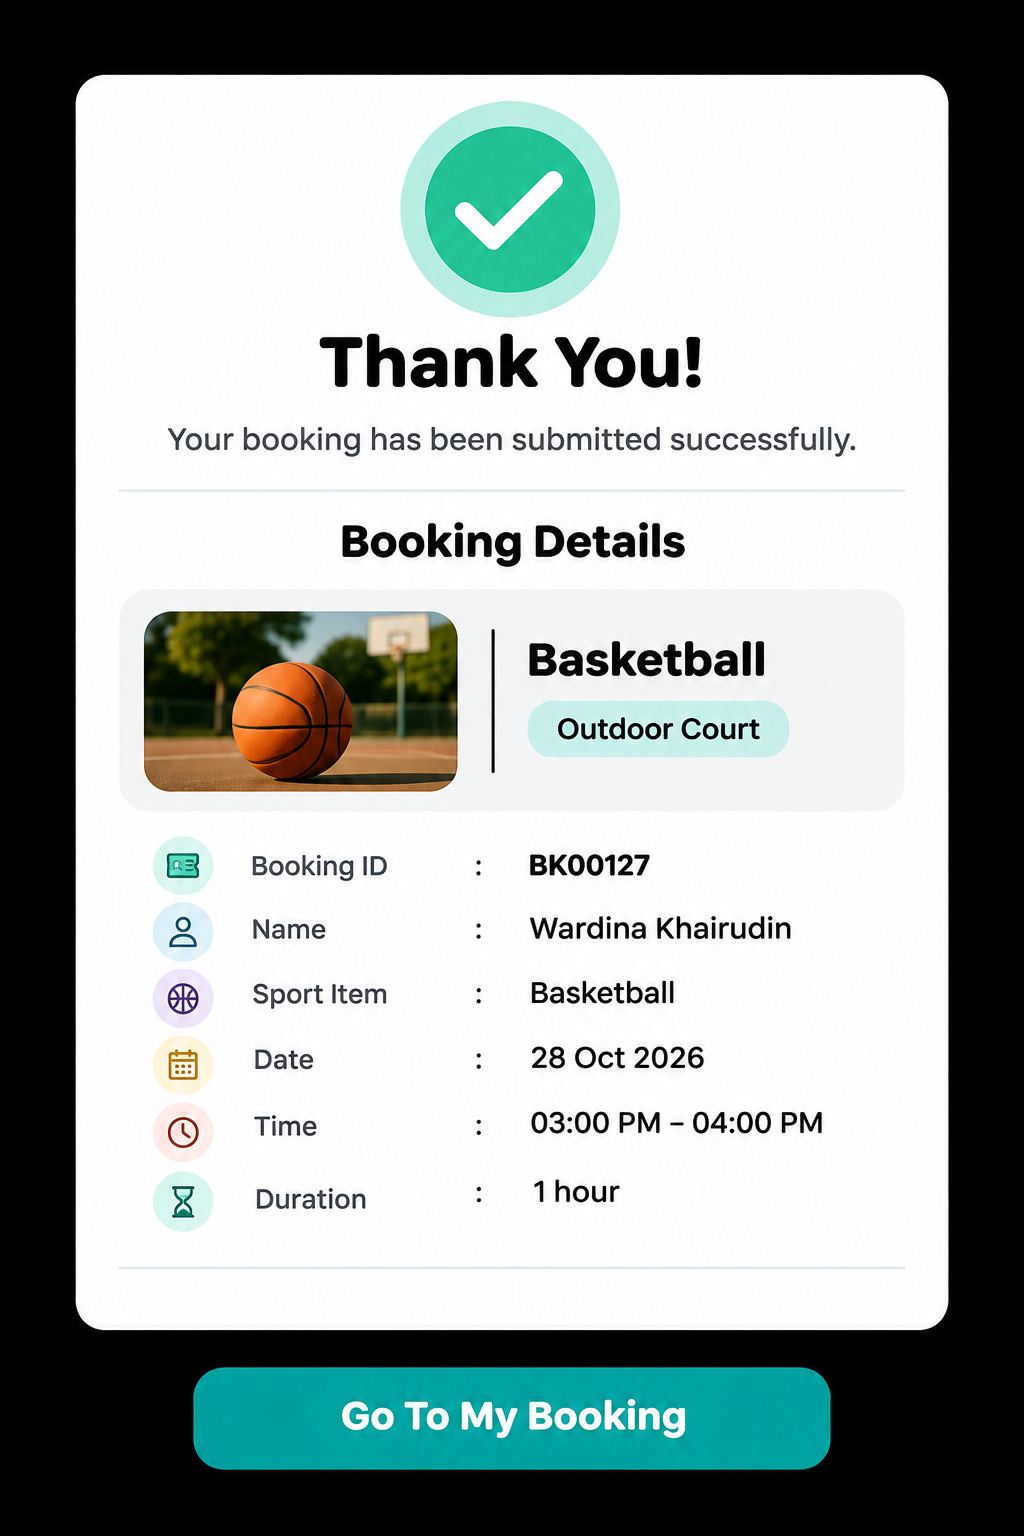 Thank You!
Your booking has been submitted successfully.
Booking Details
Basketball
Outdoor Court
Booking ID : BK00127
Name : Wardina Khairudin
Sport Item : Basketball
Date : 28 Oct 2026
Time : 03:00 PM – 04:00 PM
Duration : 1 hour
Go To My Booking